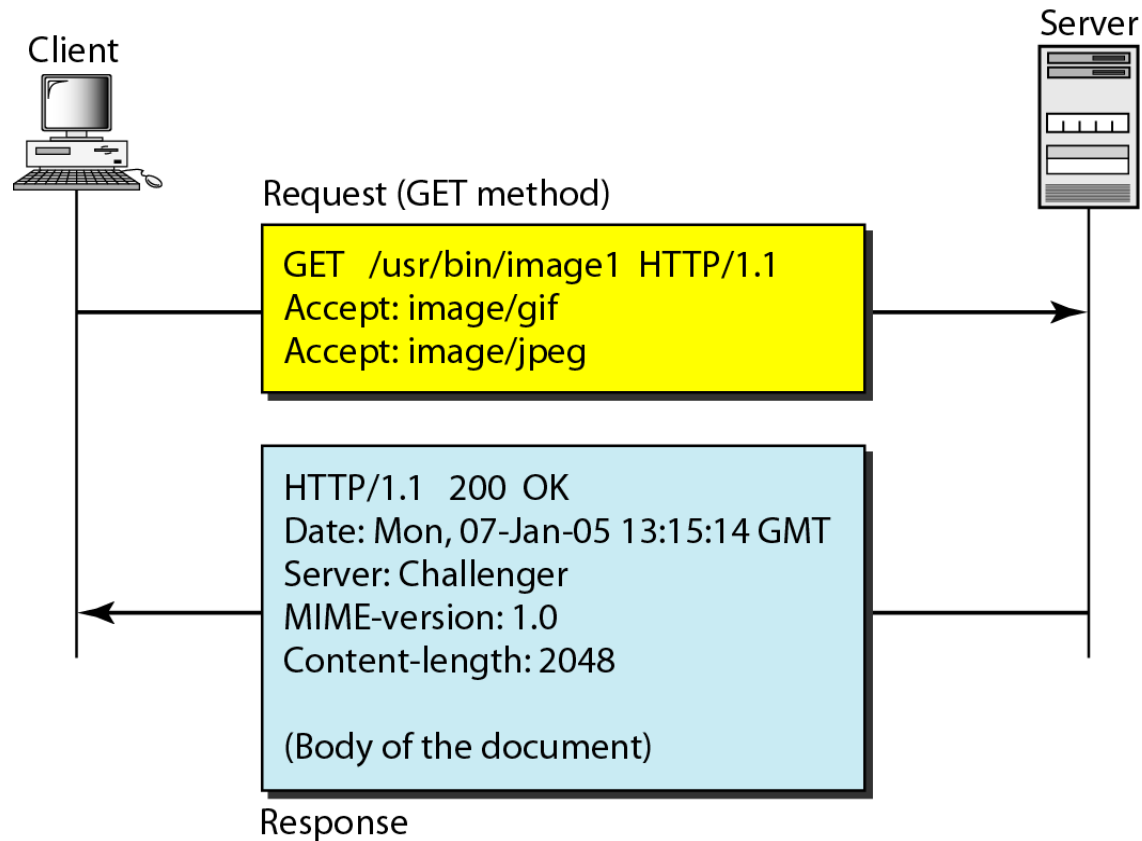 Client
Server
Request (GET method)
GET /usr/bin/image1 HTTP/1.1
Accept: image/gif
Accept: image/jpeg
HTTP/1.1 200 OK
Date: Mon, 07-Jan-05 13:15:14 GMT
Server: Challenger
MIME-version: 1.0
Content-length: 2048
(Body of the document)
Response